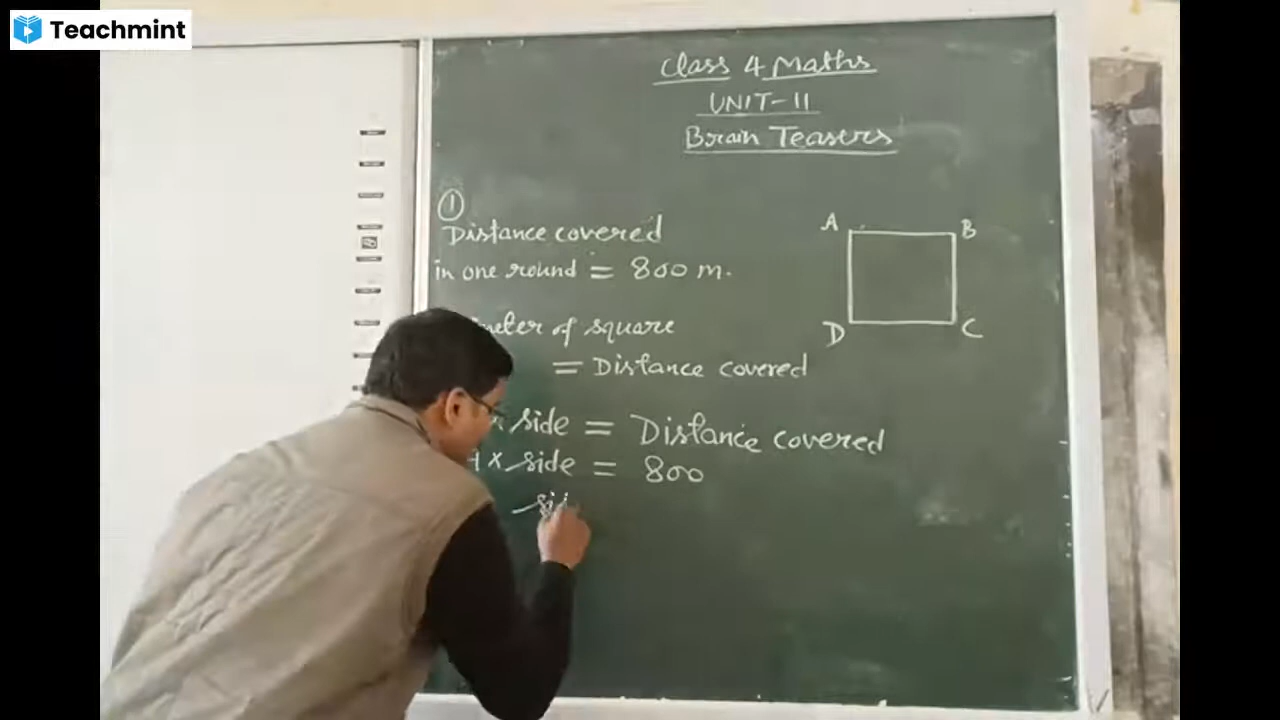 Teachmint
Class 4 Maths
UNIT-11
Brain Teasers
1
Distance covered
in one round = 800 m.
A
B
D
C
of square
= Distance covered
side = Distance covered
4 × side = 800